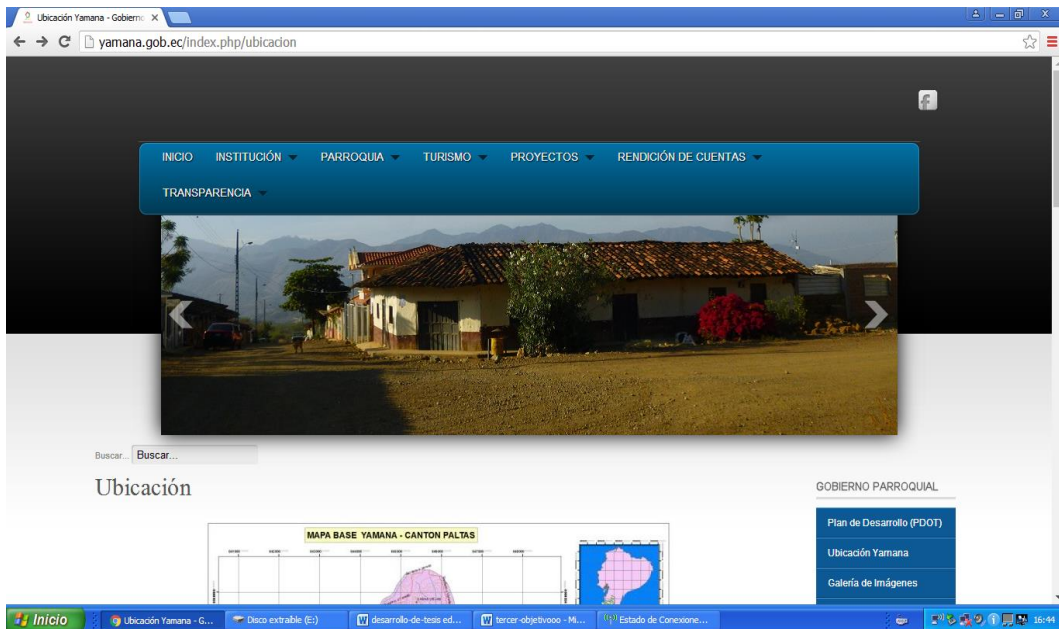 Ubicación Yamana - Gobierno
yamana.gob.ec/index.php/ubicacion
f
INICIO INSTITUCIÓN PARROQUIA TURISMO PROYECTOS RENDICIÓN DE CUENTAS
TRANSPARENCIA
Buscar... Buscar...
Ubicación
GOBIERNO PARROQUIAL
MAPA BASE YAMANA - CANTON PALTAS
Plan de Desarrollo (PDOT)
Ubicación Yamana
Galería de Imágenes
Inicio Ubicación Yamana - G... Disco extraíble (E:) desarrollo-de-tesis ed... tercer-objetivooo - Mi... Estado de Conexione... 16:44